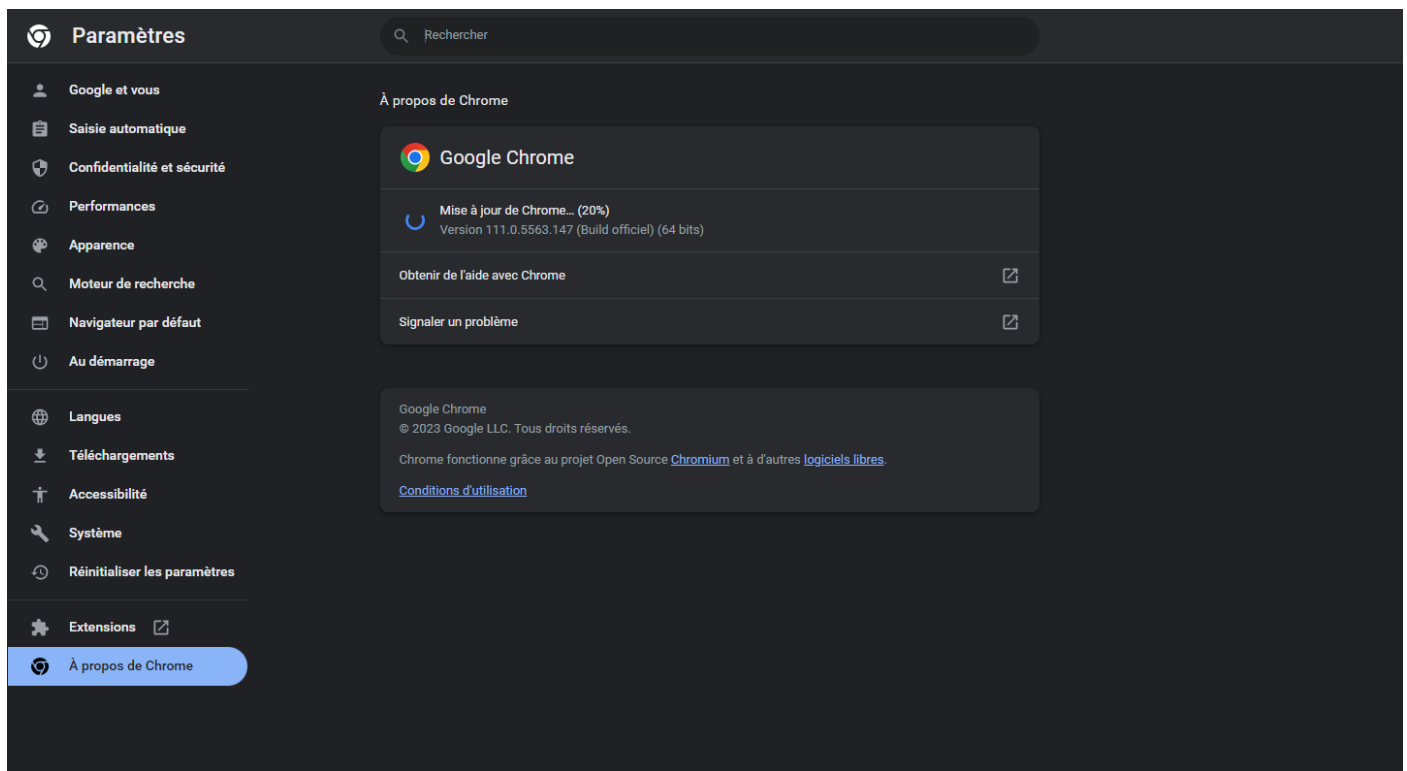 Paramètres
Rechercher
Google et vous
Saisie automatique
Confidentialité et sécurité
Performances
Apparence
Moteur de recherche
Navigateur par défaut
Au démarrage
Langues
Téléchargements
Accessibilité
Système
Réinitialiser les paramètres
Extensions
À propos de Chrome
À propos de Chrome
Google Chrome
Mise à jour de Chrome… (20%)
Version 111.0.5563.147 (Build officiel) (64 bits)
Obtenir de l'aide avec Chrome
Signaler un problème
Google Chrome
© 2023 Google LLC. Tous droits réservés.
Chrome fonctionne grâce au projet Open Source Chromium et à d'autres logiciels libres.
Conditions d'utilisation